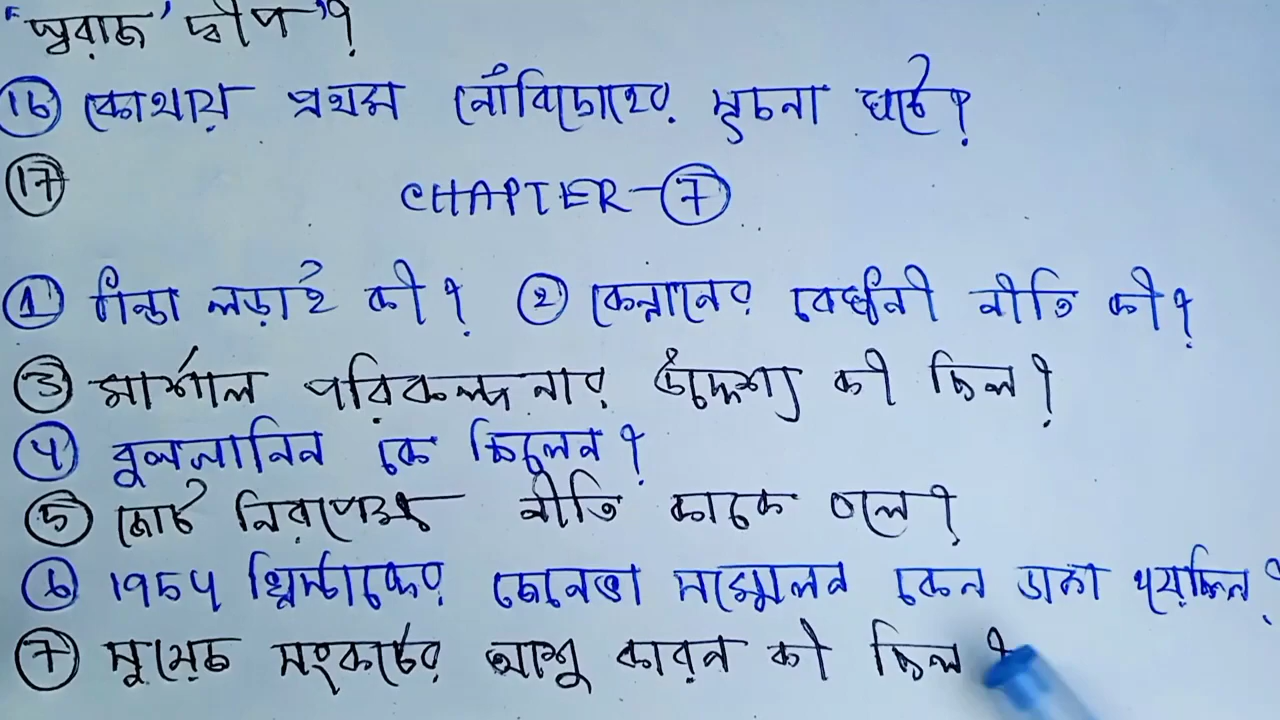 'স্বরাজ' দ্বীপ'?
16 কোথায় প্রথম নৌবিদ্রোহের সূচনা ঘটে?
17 CHAPTER-7
1 ঠান্ডা লড়াই কী? 2 কেন্নানের বেষ্টনী নীতি কী?
3 মার্শাল পরিকল্পনার উদ্দেশ্য কী ছিল?
4 বুলগানিন কে ছিলেন?
5 জোট নিরপেক্ষ নীতি কাকে বলে?
6 1954 খ্রিস্টাব্দের জেনেভা সম্মেলন কেন ডাকা হয়েছিল?
7 সুয়েজ সংকটের আশু কারন কী ছিল?